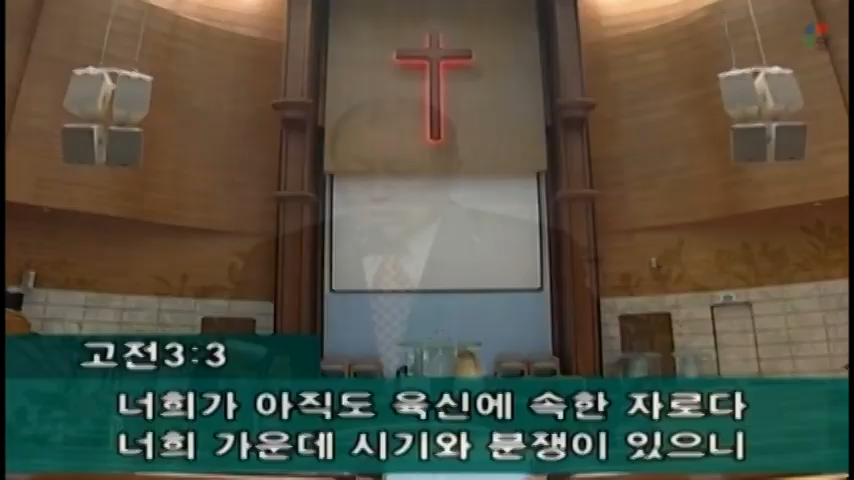 고전3:3
너희가 아직도 육신에 속한 자로다
너희 가운데 시기와 분쟁이 있으니